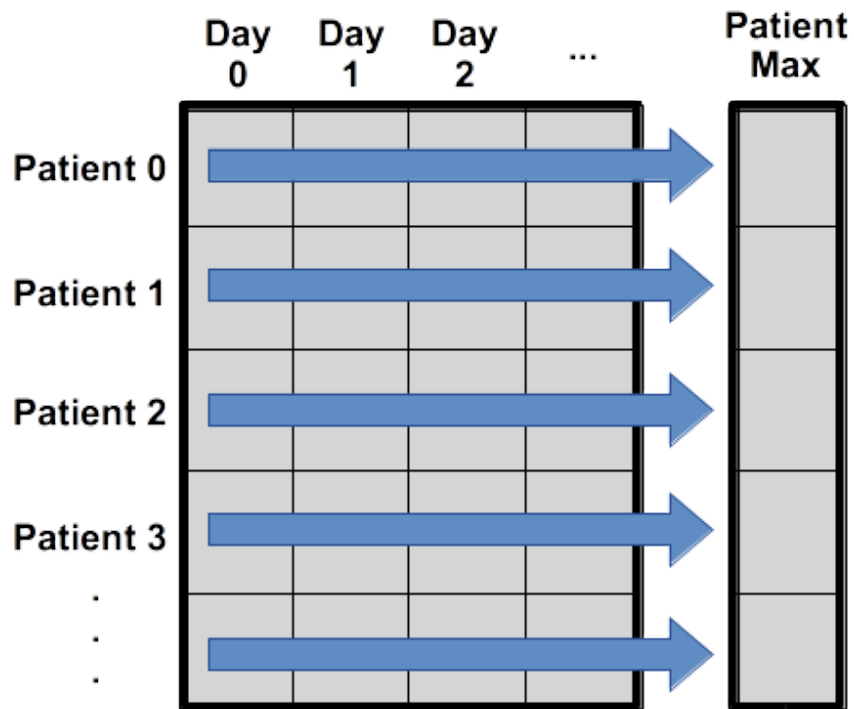 Day 0
Day 1
Day 2
...
Patient Max
Patient 0
Patient 1
Patient 2
Patient 3
.
.
.